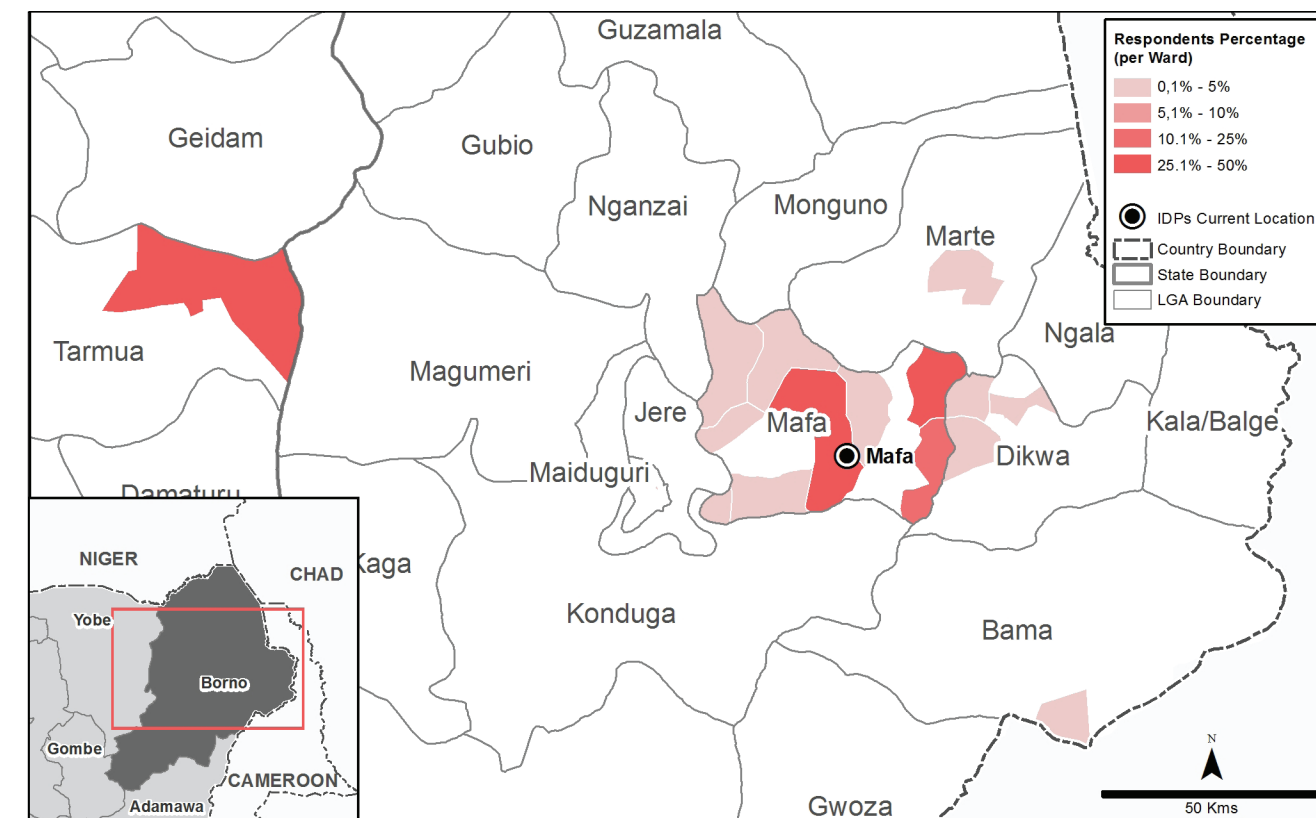 Guzamala
Geidam
Gubio
Nganzai
Monguno
Marte
Ngala
Tarmua
Magumeri
Jere
Mafa
Mafa
Kala/Balge
Dikwa
Maiduguri
Damaturu
Kaga
Konduga
Bama
Gwoza
Respondents Percentage
(per Ward)
0,1% - 5%
5,1% - 10%
10.1% - 25%
25.1% - 50%
IDPs Current Location
Country Boundary
State Boundary
LGA Boundary
NIGER
CHAD
Yobe
Borno
Gombe
CAMEROON
Adamawa
N
50 Kms